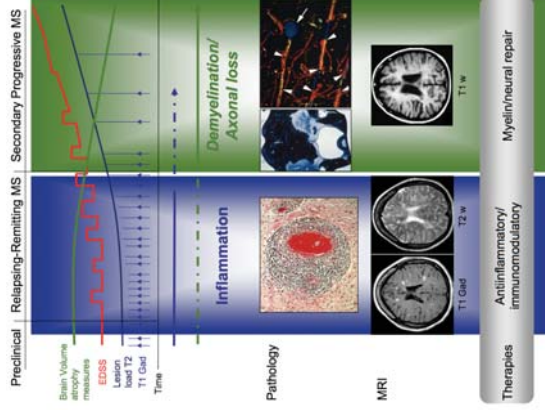 Preclinical
Relapsing-Remitting MS
Secondary Progressive MS
Brain Volume
atrophy
measures
EDSS
Lesion
load T2
T1 Gad
Time
Inflammation
Demyelination/
Axonal loss
Pathology
MRI
T1 Gad
T2 w
T1 w
Therapies
Antiinflammatory/
immunomodulatory
Myelin/neural repair